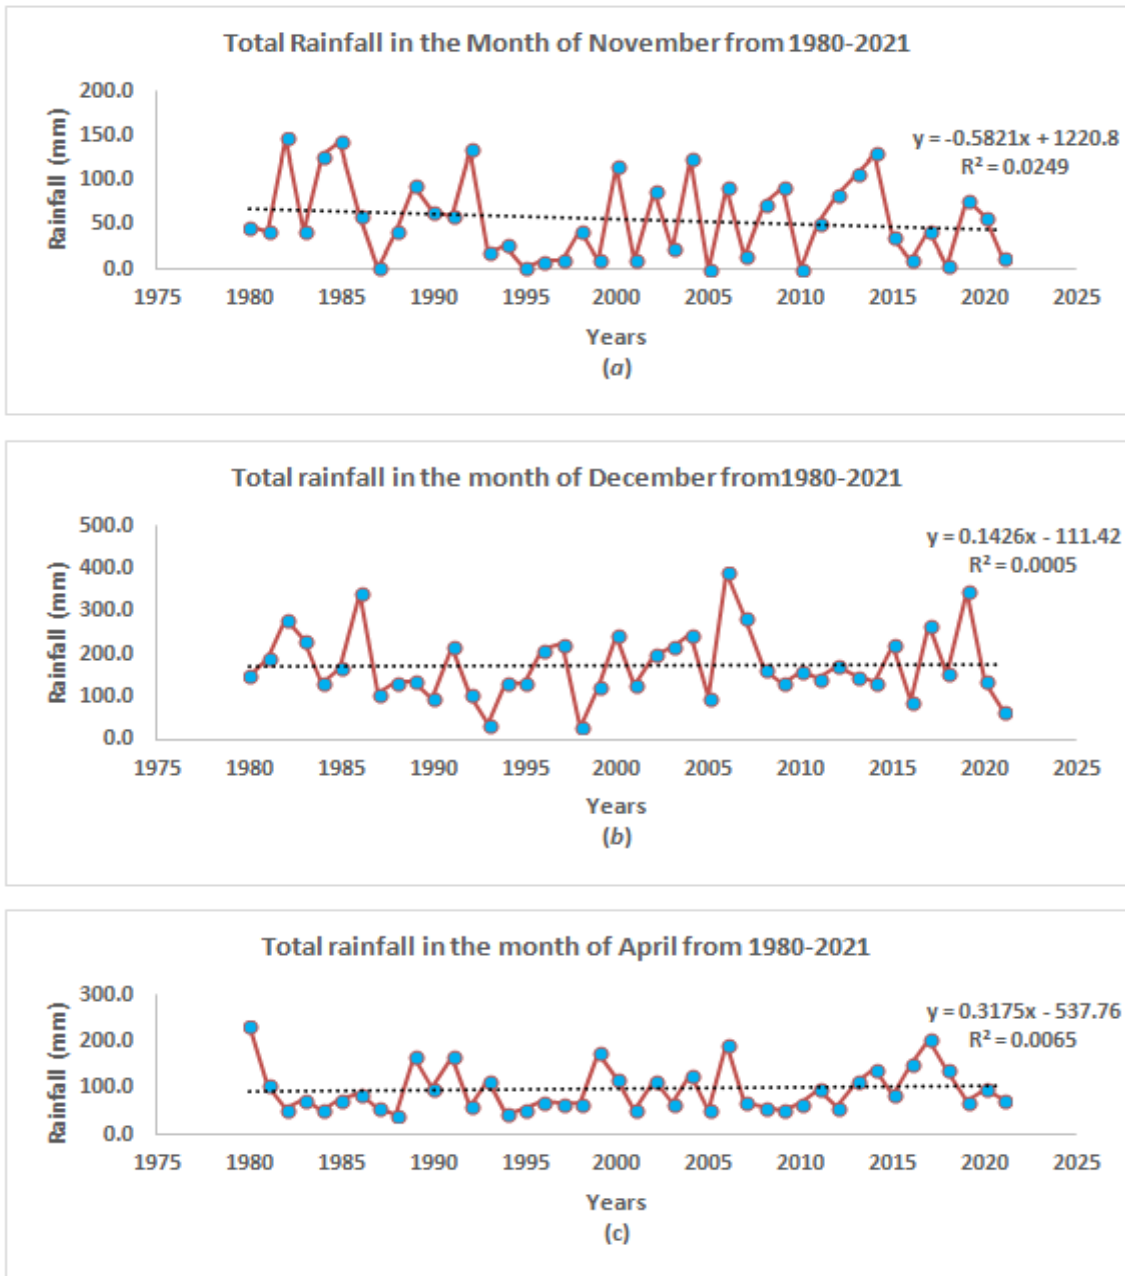 Total Rainfall in the Month of November from 1980-2021
200.0
150.0
100.0
50.0
0.0
Rainfall (mm)
y = -0.5821x + 1220.8
R² = 0.0249
1975 1980 1985 1990 1995 2000 2005 2010 2015 2020 2025
Years
(a)
Total rainfall in the month of December from1980-2021
500.0
400.0
300.0
200.0
100.0
0.0
Rainfall (mm)
y = 0.1426x - 111.42
R² = 0.0005
1975 1980 1985 1990 1995 2000 2005 2010 2015 2020 2025
Years
(b)
Total rainfall in the month of April from 1980-2021
300.0
200.0
100.0
0.0
Rainfall (mm)
y = 0.3175x - 537.76
R² = 0.0065
1975 1980 1985 1990 1995 2000 2005 2010 2015 2020 2025
Years
(c)